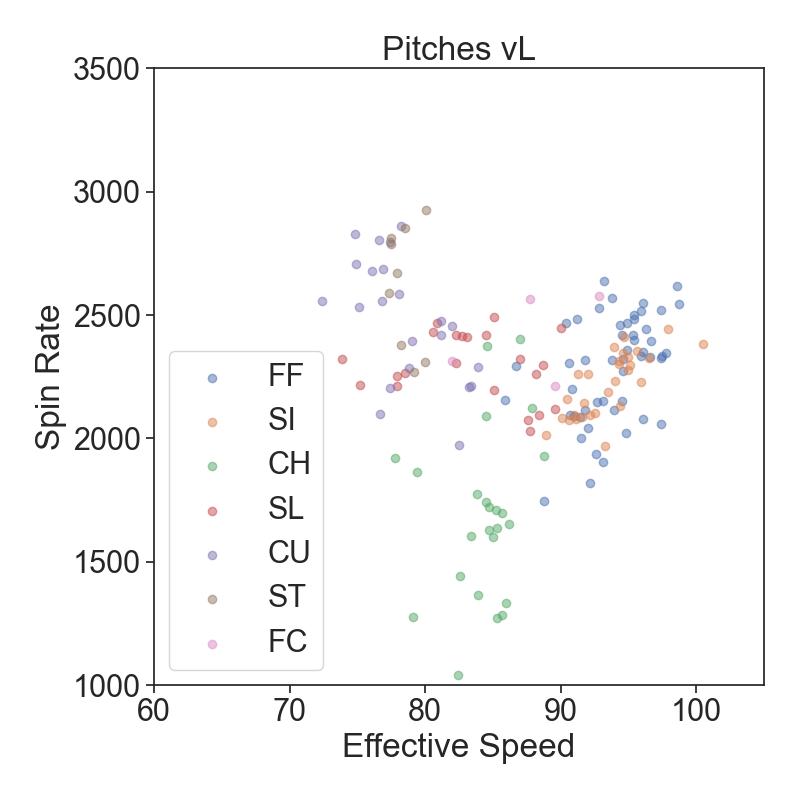 Pitches vL
3500
3000
2500
2000
1500
1000
Spin Rate
FF
SI
CH
SL
CU
ST
FC
60 70 80 90 100
Effective Speed